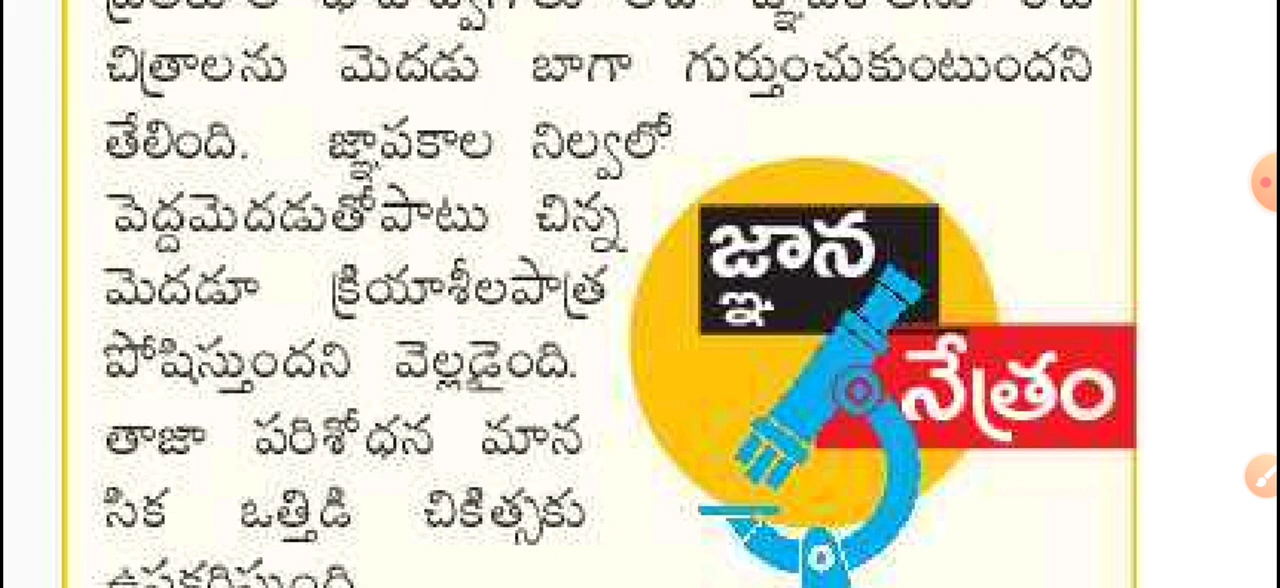 చిత్రాలను మెదడు బాగా గుర్తుంచుకుంటుందని
తేలింది. జ్ఞాపకాల నిల్వలో
పెద్దమెదడుతోపాటు చిన్న
మెదడూ క్రియాశీలపాత్ర
పోషిస్తుందని వెల్లడైంది.
తాజా పరిశోధన మాన
సిక ఒత్తిడి చికిత్సకు
జ్ఞాన
నేత్రం